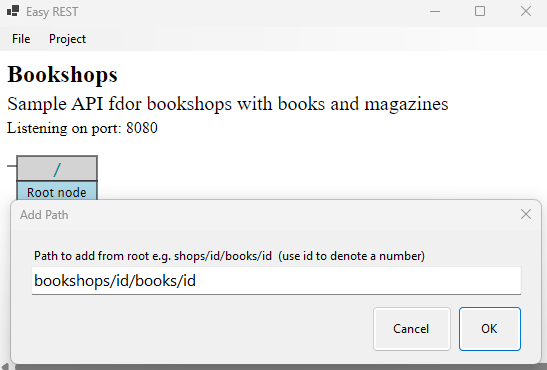 Easy REST
File Project
Bookshops
Sample API fdor bookshops with books and magazines
Listening on port: 8080
/
Root node
Add Path
Path to add from root e.g. shops/id/books/id (use id to denote a number)
bookshops/id/books/id
Cancel OK